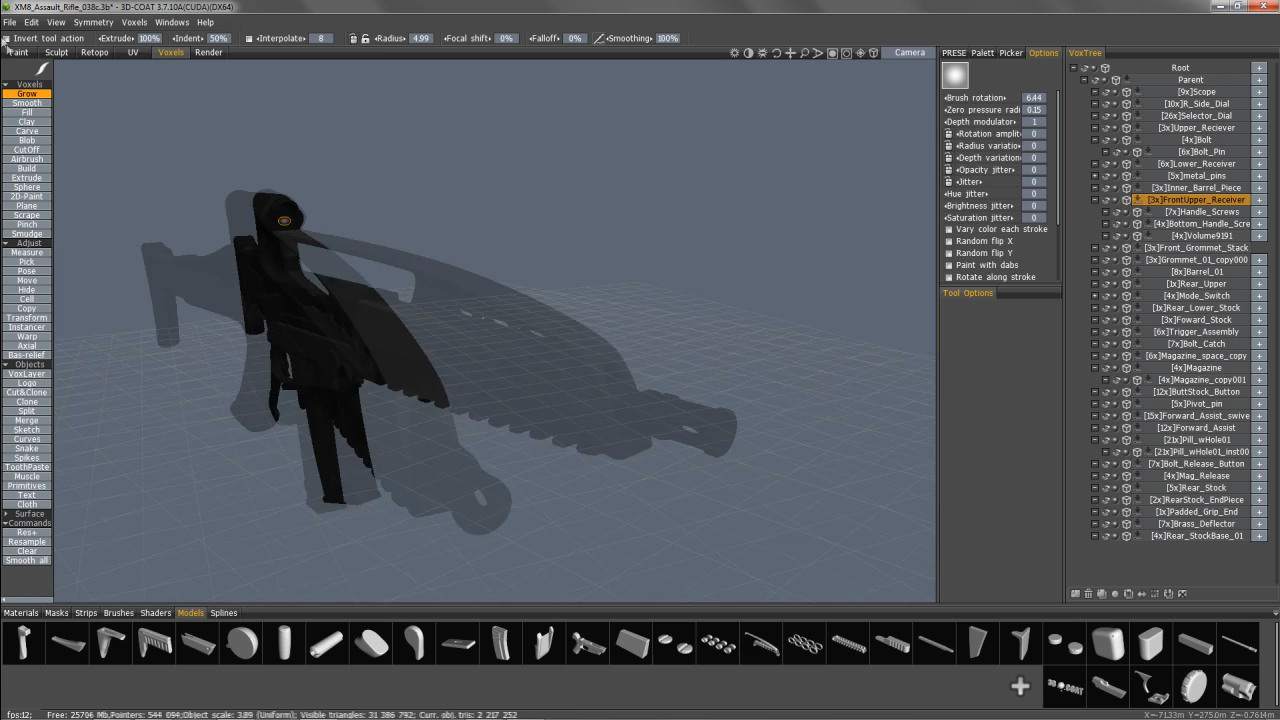 XM8_Assault_Rifle_038c.3b* - 3D-COAT 3.7.10A(CUDA)(DX64)
File Edit View Symmetry Voxels Windows Help
Invert tool action Extrude 100% Indent 50% Interpolate 8 Radius 4.99 Focal shift 0% Falloff 0% Smoothing 100%
Paint Sculpt Retopo UV Voxels Render Camera
PRESE Palett Picker Options VoxTree
Voxels
Grow
Smooth
Fill
Clay
Carve
Blob
CutOff
Airbrush
Build
Extrude
Sphere
2D-Paint
Plane
Scrape
Pinch
Smudge
Adjust
Measure
Pick
Pose
Move
Hide
Cell
Copy
Transform
Instancer
Warp
Axial
Bas-relief
Objects
VoxLayer
Logo
Cut&Clone
Clone
Split
Merge
Sketch
Curves
Snake
Spikes
ToothPaste
Muscle
Primitives
Text
Cloth
Surface
Commands
Res+
Resample
Clear
Smooth all
Brush rotation 6.44
Zero pressure radi 0.15
Depth modulator 1
Rotation amplit 0
Radius variatio 0
Depth variation 0
Opacity jitter 0
Jitter 0
Hue jitter 0
Brightness jitter 0
Saturation jitter 0
Vary color each stroke
Random flip X
Random flip Y
Paint with dabs
Rotate along stroke
Tool Options
Root
Parent
[9x]Scope
[10x]R_Side_Dial
[26x]Selector_Dial
[3x]Upper_Reciever
[4x]Bolt
[6x]Bolt_Pin
[6x]Lower_Receiver
[5x]metal_pins
[3x]Inner_Barrel_Piece
[3x]FrontUpper_Receiver
[7x]Handle_Screws
[4x]Bottom_Handle_Scre
[4x]Volume9191
[3x]Front_Grommet_Stack
[3x]Grommet_01_copy000
[8x]Barrel_01
[1x]Rear_Upper
[4x]Mode_Switch
[1x]Rear_Lower_Stock
[3x]Foward_Stock
[6x]Trigger_Assembly
[7x]Bolt_Catch
[6x]Magazine_space_copy
[4x]Magazine
[4x]Magazine_copy001
[12x]ButtStock_Button
[5x]Pivot_pin
[15x]Forward_Assist_swive
[12x]Forward_Assist
[21x]Pill_wHole01
[21x]Pill_wHole01_inst00
[7x]Bolt_Release_Button
[4x]Mag_Release
[5x]Rear_Stock
[2x]RearStock_EndPiece
[1x]Padded_Grip_End
[7x]Brass_Deflector
[4x]Rear_StockBase_01
Materials Masks Strips Brushes Shaders Models Splines
3D COAT
fps:12; Free: 25706 Mb,Pointers: 544 094;Object scale: 3.89 (Uniform); Visible triangles: 31 386 792; Curr. obj. tris: 2 217 252 X=-71.33m Y=275.0m Z=-0.7614m